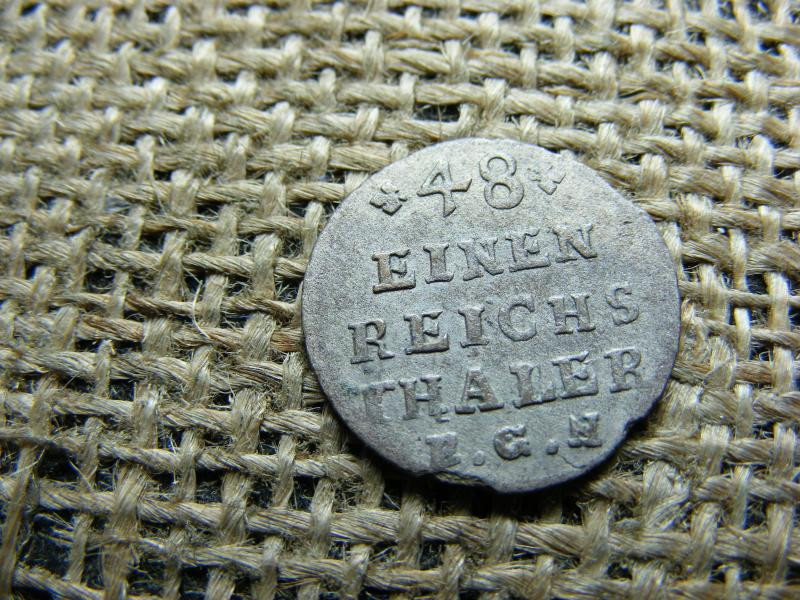 48
EINEN
REICHS
THALER
E.G.N